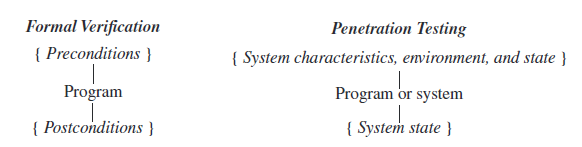 Formal Verification
{ Preconditions }
Program
{ Postconditions }
Penetration Testing
{ System characteristics, environment, and state }
Program or system
{ System state }